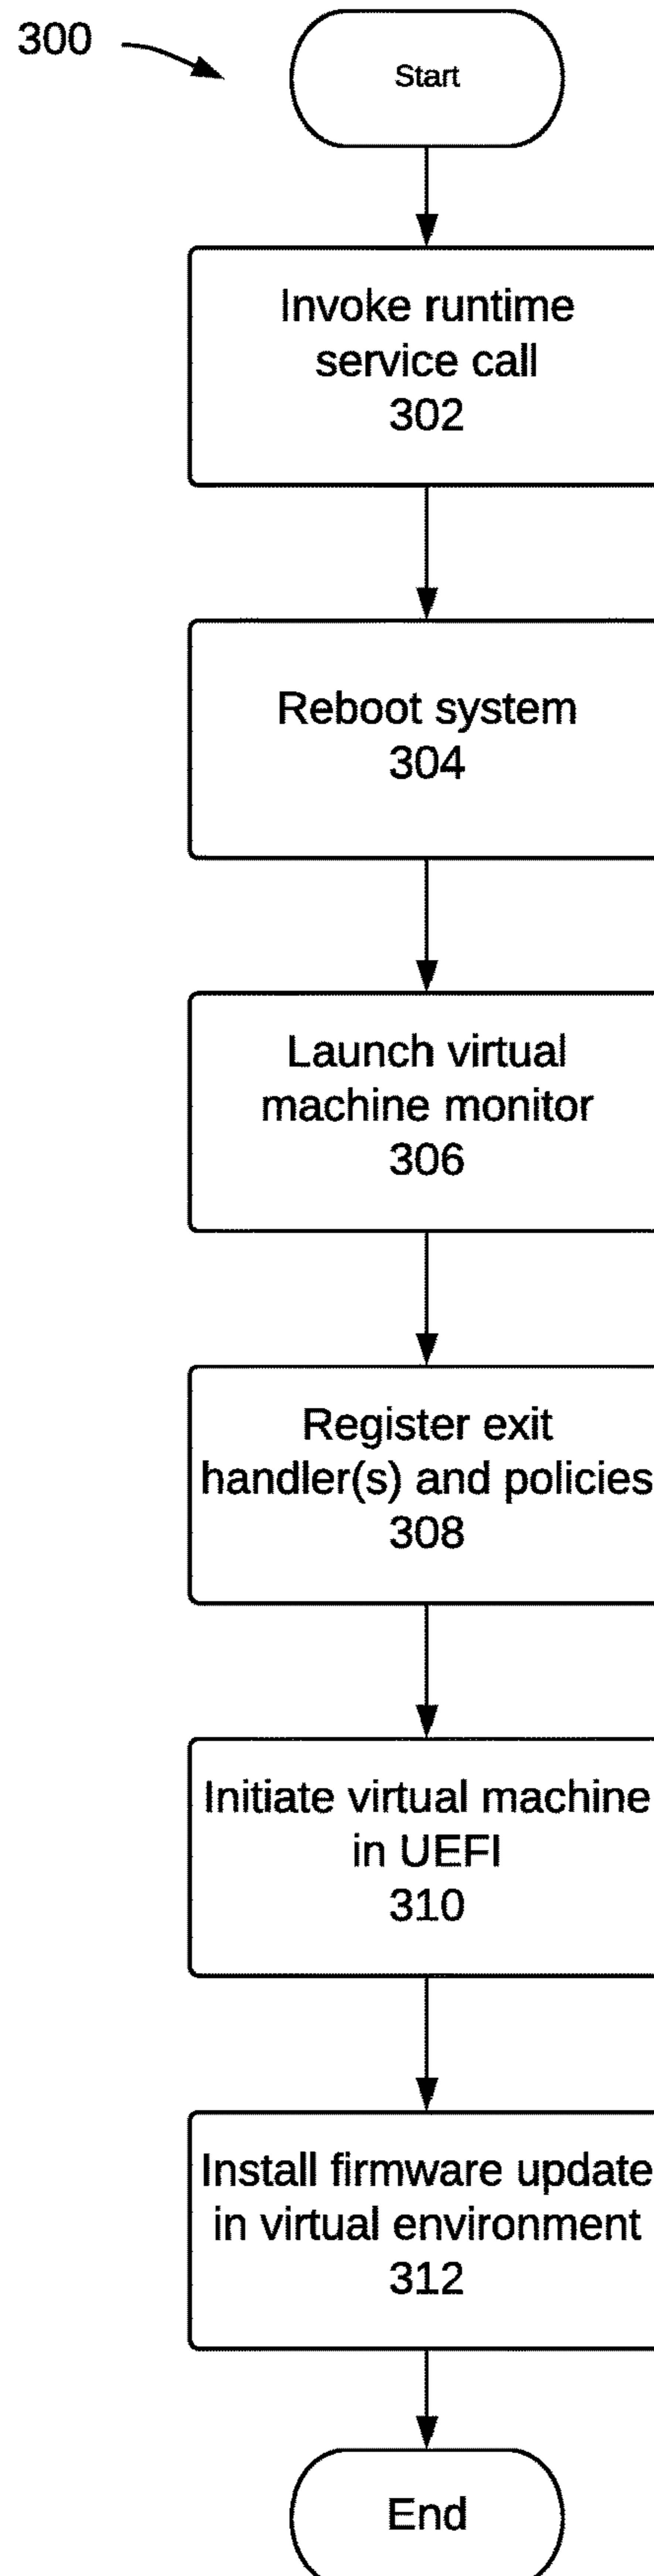 300
Start
Invoke runtime
service call
302
Reboot system
304
Launch virtual
machine monitor
306
Register exit
handler(s) and policies
308
Initiate virtual machine
in UEFI
310
Install firmware update
in virtual environment
312
End